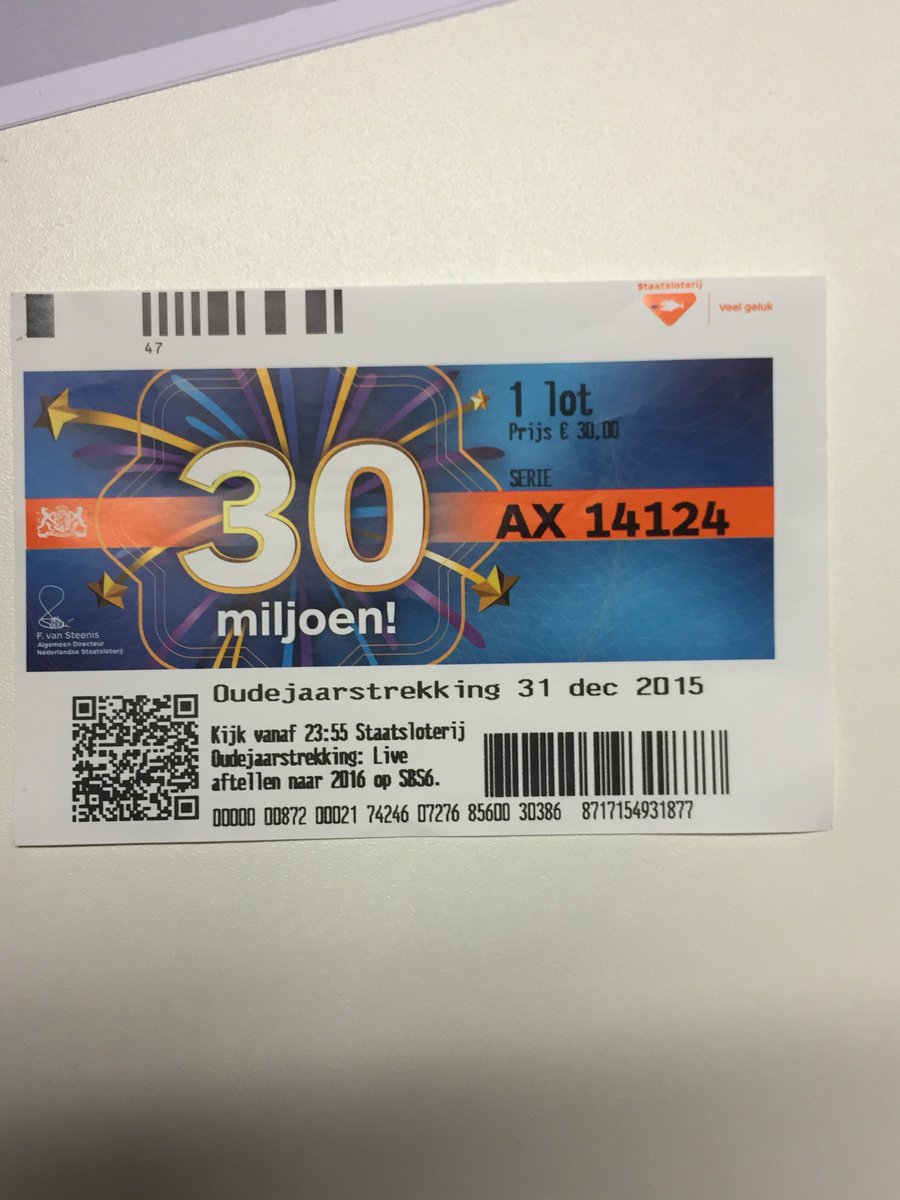 Staatsloterij
Veel geluk
47
1 lot
Prijs € 30,00
SERIE
AX 14124
30
miljoen!
F. van Steenis
Algemeen Directeur
Nederlandse Staatsloterij
Oudejaarstrekking 31 dec 2015
Kijk vanaf 23:55 Staatsloterij
Oudejaarstrekking: Live
aftellen naar 2016 op SBS6.
00000 00872 00021 74246 07276 85600 30386 8717154931877